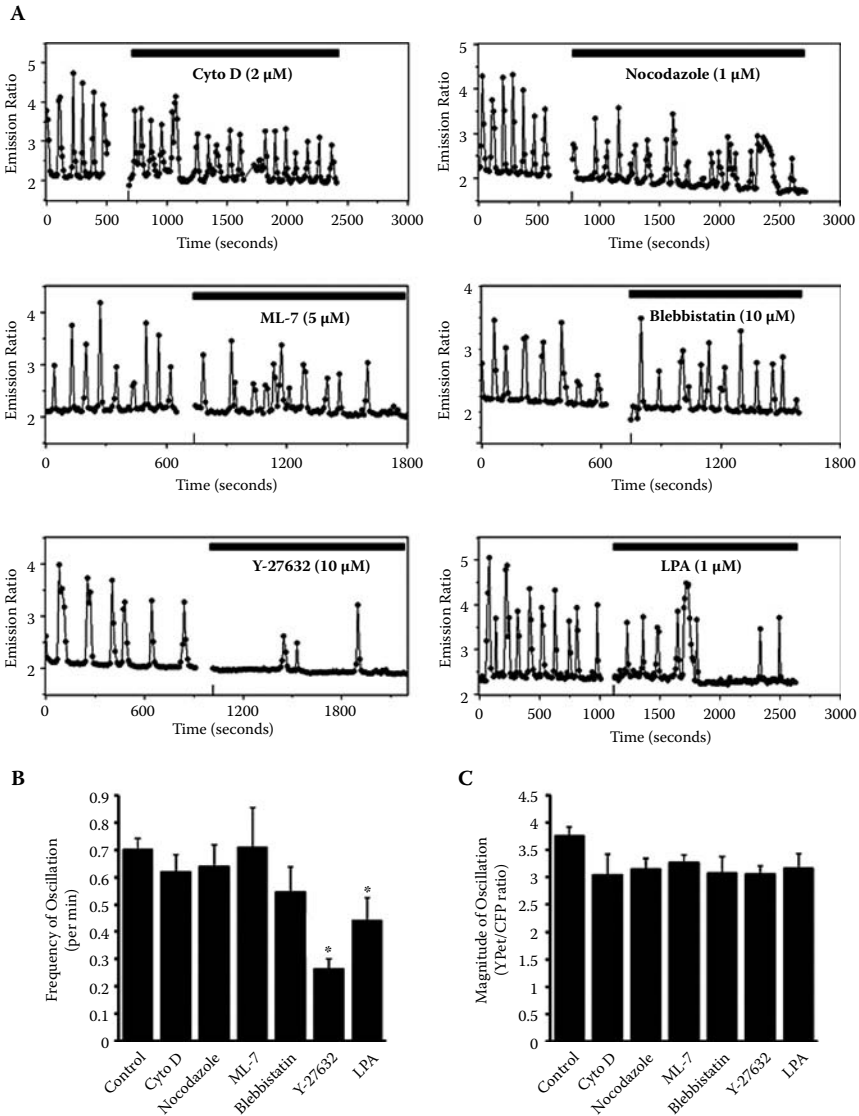 A
Cyto D (2 μM)
Emission Ratio
5
4
3
2
0 500 1000 1500 2000 2500 3000
Time (seconds)
Nocodazole (1 μM)
Emission Ratio
5
4
3
2
0 500 1000 1500 2000 2500 3000
Time (seconds)
ML-7 (5 μM)
Emission Ratio
4
3
2
0 600 1200 1800
Time (seconds)
Blebbistatin (10 μM)
Emission Ratio
4
3
2
0 600 1200 1800
Time (seconds)
Y-27632 (10 μM)
Emission Ratio
4
3
2
0 600 1200 1800
Time (seconds)
LPA (1 μM)
Emission Ratio
5
4
3
2
0 500 1000 1500 2000 2500 3000
Time (seconds)
B
Frequency of Oscillation
(per min)
0.9
0.8
0.7
0.6
0.5
0.4
0.3
0.2
0.1
0
* *
Control Cyto D Nocodazole ML-7 Blebbistatin Y-27632 LPA
C
Magnitude of Oscillation
(YPet/CFP ratio)
4.5
4
3.5
3
2.5
2
1.5
1
0.5
0
Control Cyto D Nocodazole ML-7 Blebbistatin Y-27632 LPA